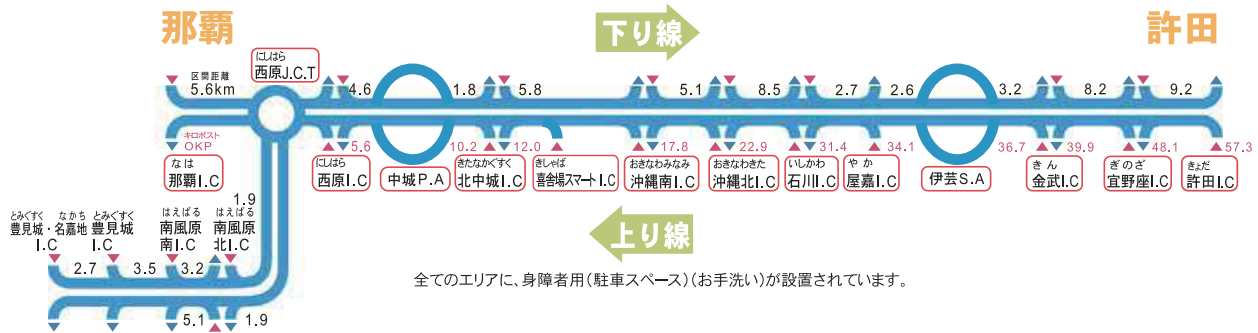 那覇
下り線
許田
にしはら
西原J.C.T
区間距離
5.6km
4.6
1.8
5.8
5.1
8.5
2.7
2.6
3.2
8.2
9.2
キロポスト
OKP
5.6
10.2
12.0
17.8
22.9
31.4
34.1
36.7
39.9
48.1
57.3
なは
那覇I.C
にしはら
西原I.C
中城P.A
きたなかぐすく
北中城I.C
きしゃば
喜舎場スマートI.C
おきなわみなみ
沖縄南I.C
おきなわきた
沖縄北I.C
いしかわ
石川I.C
やか
屋嘉I.C
伊芸S.A
きん
金武I.C
ぎのざ
宜野座I.C
きょだ
許田I.C
1.9
とみぐすく なかち
豊見城・名嘉地
I.C
とみぐすく
豊見城
I.C
はえばる
南風原
南I.C
はえばる
南風原
北I.C
上り線
2.7
3.5
3.2
全てのエリアに、身障者用(駐車スペース)(お手洗い)が設置されています。
5.1
1.9